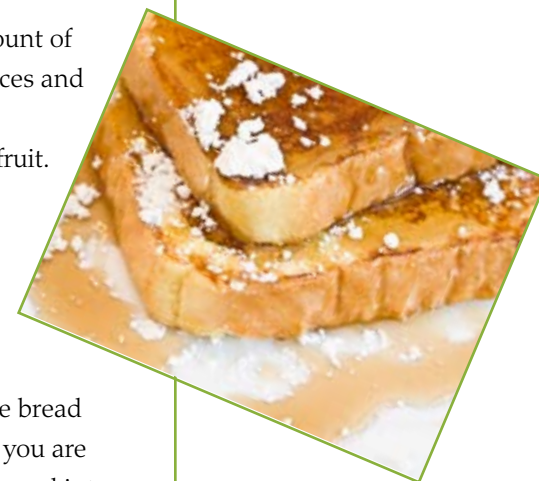 ount of
ces and
fruit.
e bread
you are